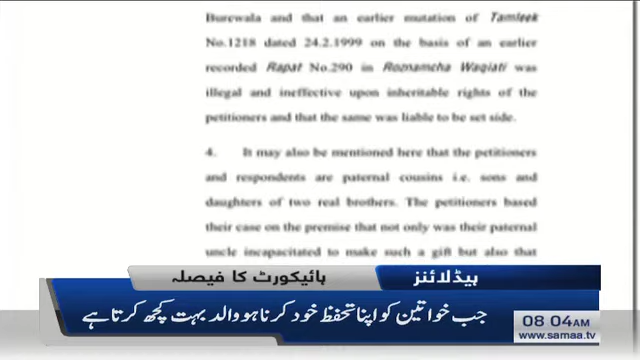 Burewala and that an earlier mutation of Tamleek
No.1218 dated 24.2.1999 on the basis of an earlier
recorded Rapat No.290 in Roznamcha Waqiati was
illegal and ineffective upon inheritable rights of the
petitioners and that the same was liable to be set side.
4. It may also be mentioned here that the petitioners
and respondents are paternal cousins i.e. sons and
daughters of two real brothers. The petitioners based
their case on the premise that not only was their paternal
uncle incapacitated to make such a gift but also that
ہیڈلائنز ہائیکورٹ کا فیصلہ
جب خواتین کو اپنا تحفظ خود کرنا ہو والد بہت کچھ کرتا ہے
08 04AM
www.samaa.tv